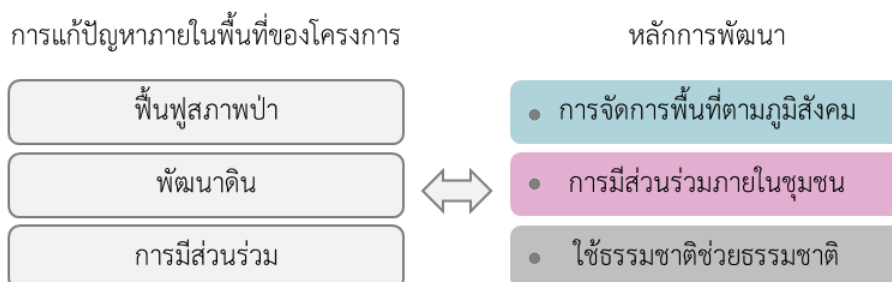 การแก้ปัญหาภายในพื้นที่ของโครงการ
หลักการพัฒนา
ฟื้นฟูสภาพป่า
พัฒนาดิน
การมีส่วนร่วม
การจัดการพื้นที่ตามภูมิสังคม
การมีส่วนร่วมภายในชุมชน
ใช้ธรรมชาติช่วยธรรมชาติ